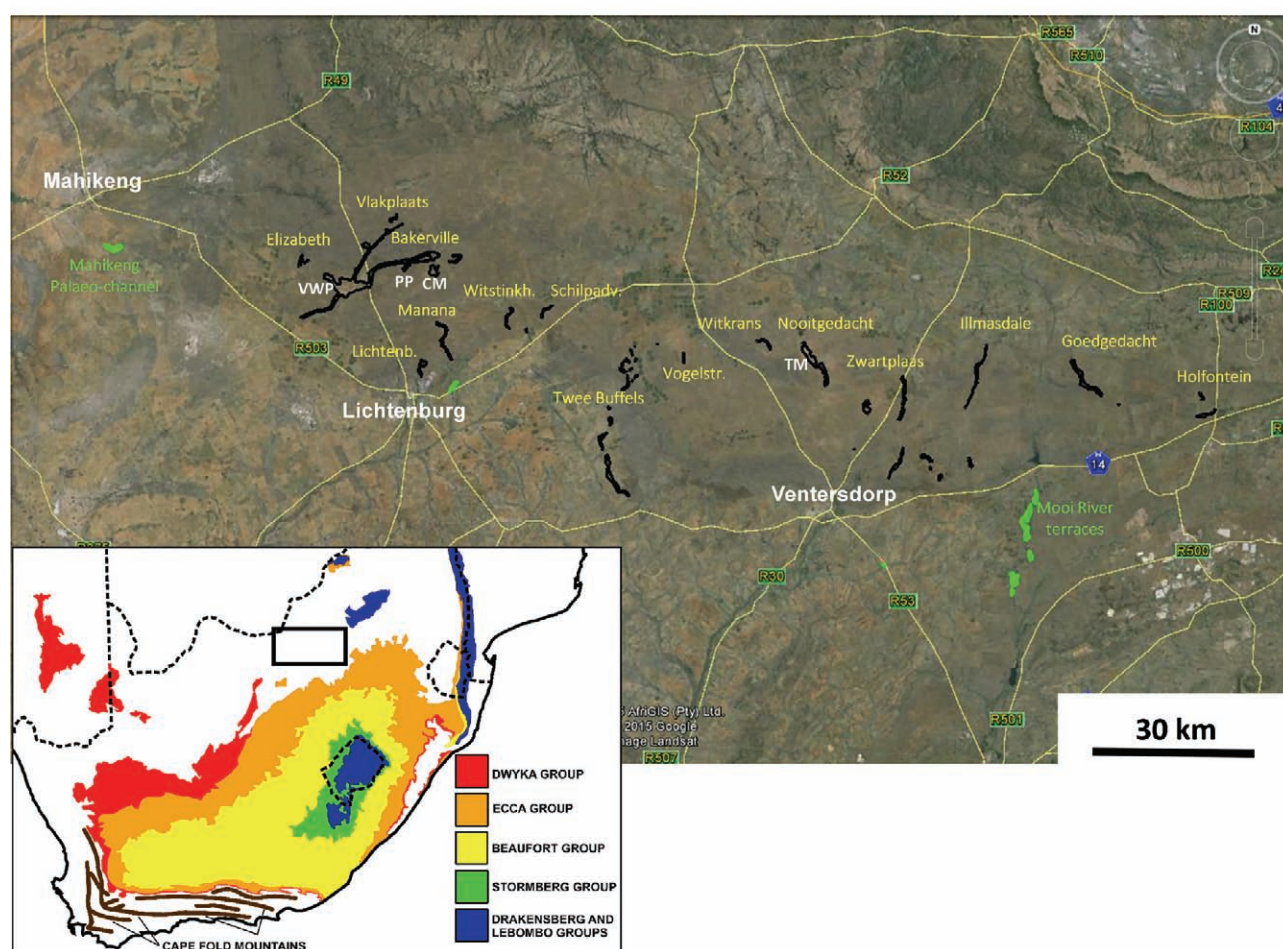 N
R565
R510
R49
R104
Mahikeng
R52
Vlakplaats
Elizabeth
Bakerville
Mahikeng
Palaeo-channel
VWP
PP
CM
Witstinkh.
Schilpadv.
R509
R100
Manana
Witkrans
Nooitgedacht
Illmasdale
Goedgedacht
R503
Lichtenb.
Vogelstr.
TM
Zwartplaas
Holfontein
Lichtenburg
Twee Buffels
N
14
Ventersdorp
Mooi River
terraces
R500
R30
R53
AfriGIS (Pty) Ltd.
2015 Google
Image Landsat
R501
R507
30 km
DWYKA GROUP
ECCA GROUP
BEAUFORT GROUP
STORMBERG GROUP
DRAKENSBERG AND
LEBOMBO GROUPS
CAPE FOLD MOUNTAINS